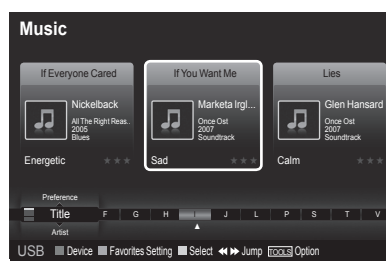 Music
If Everyone Cared
Nickelback
All The Right Reas..
2005
Blues
Energetic
If You Want Me
Marketa Irgl...
Once Ost
2007
Soundtrack
Sad
Lies
Glen Hansard
Once Ost
2007
Soundtrack
Calm
Preference
Title F G H I J L P S T V
Artist
USB Device Favorites Setting Select Jump TOOLS Option